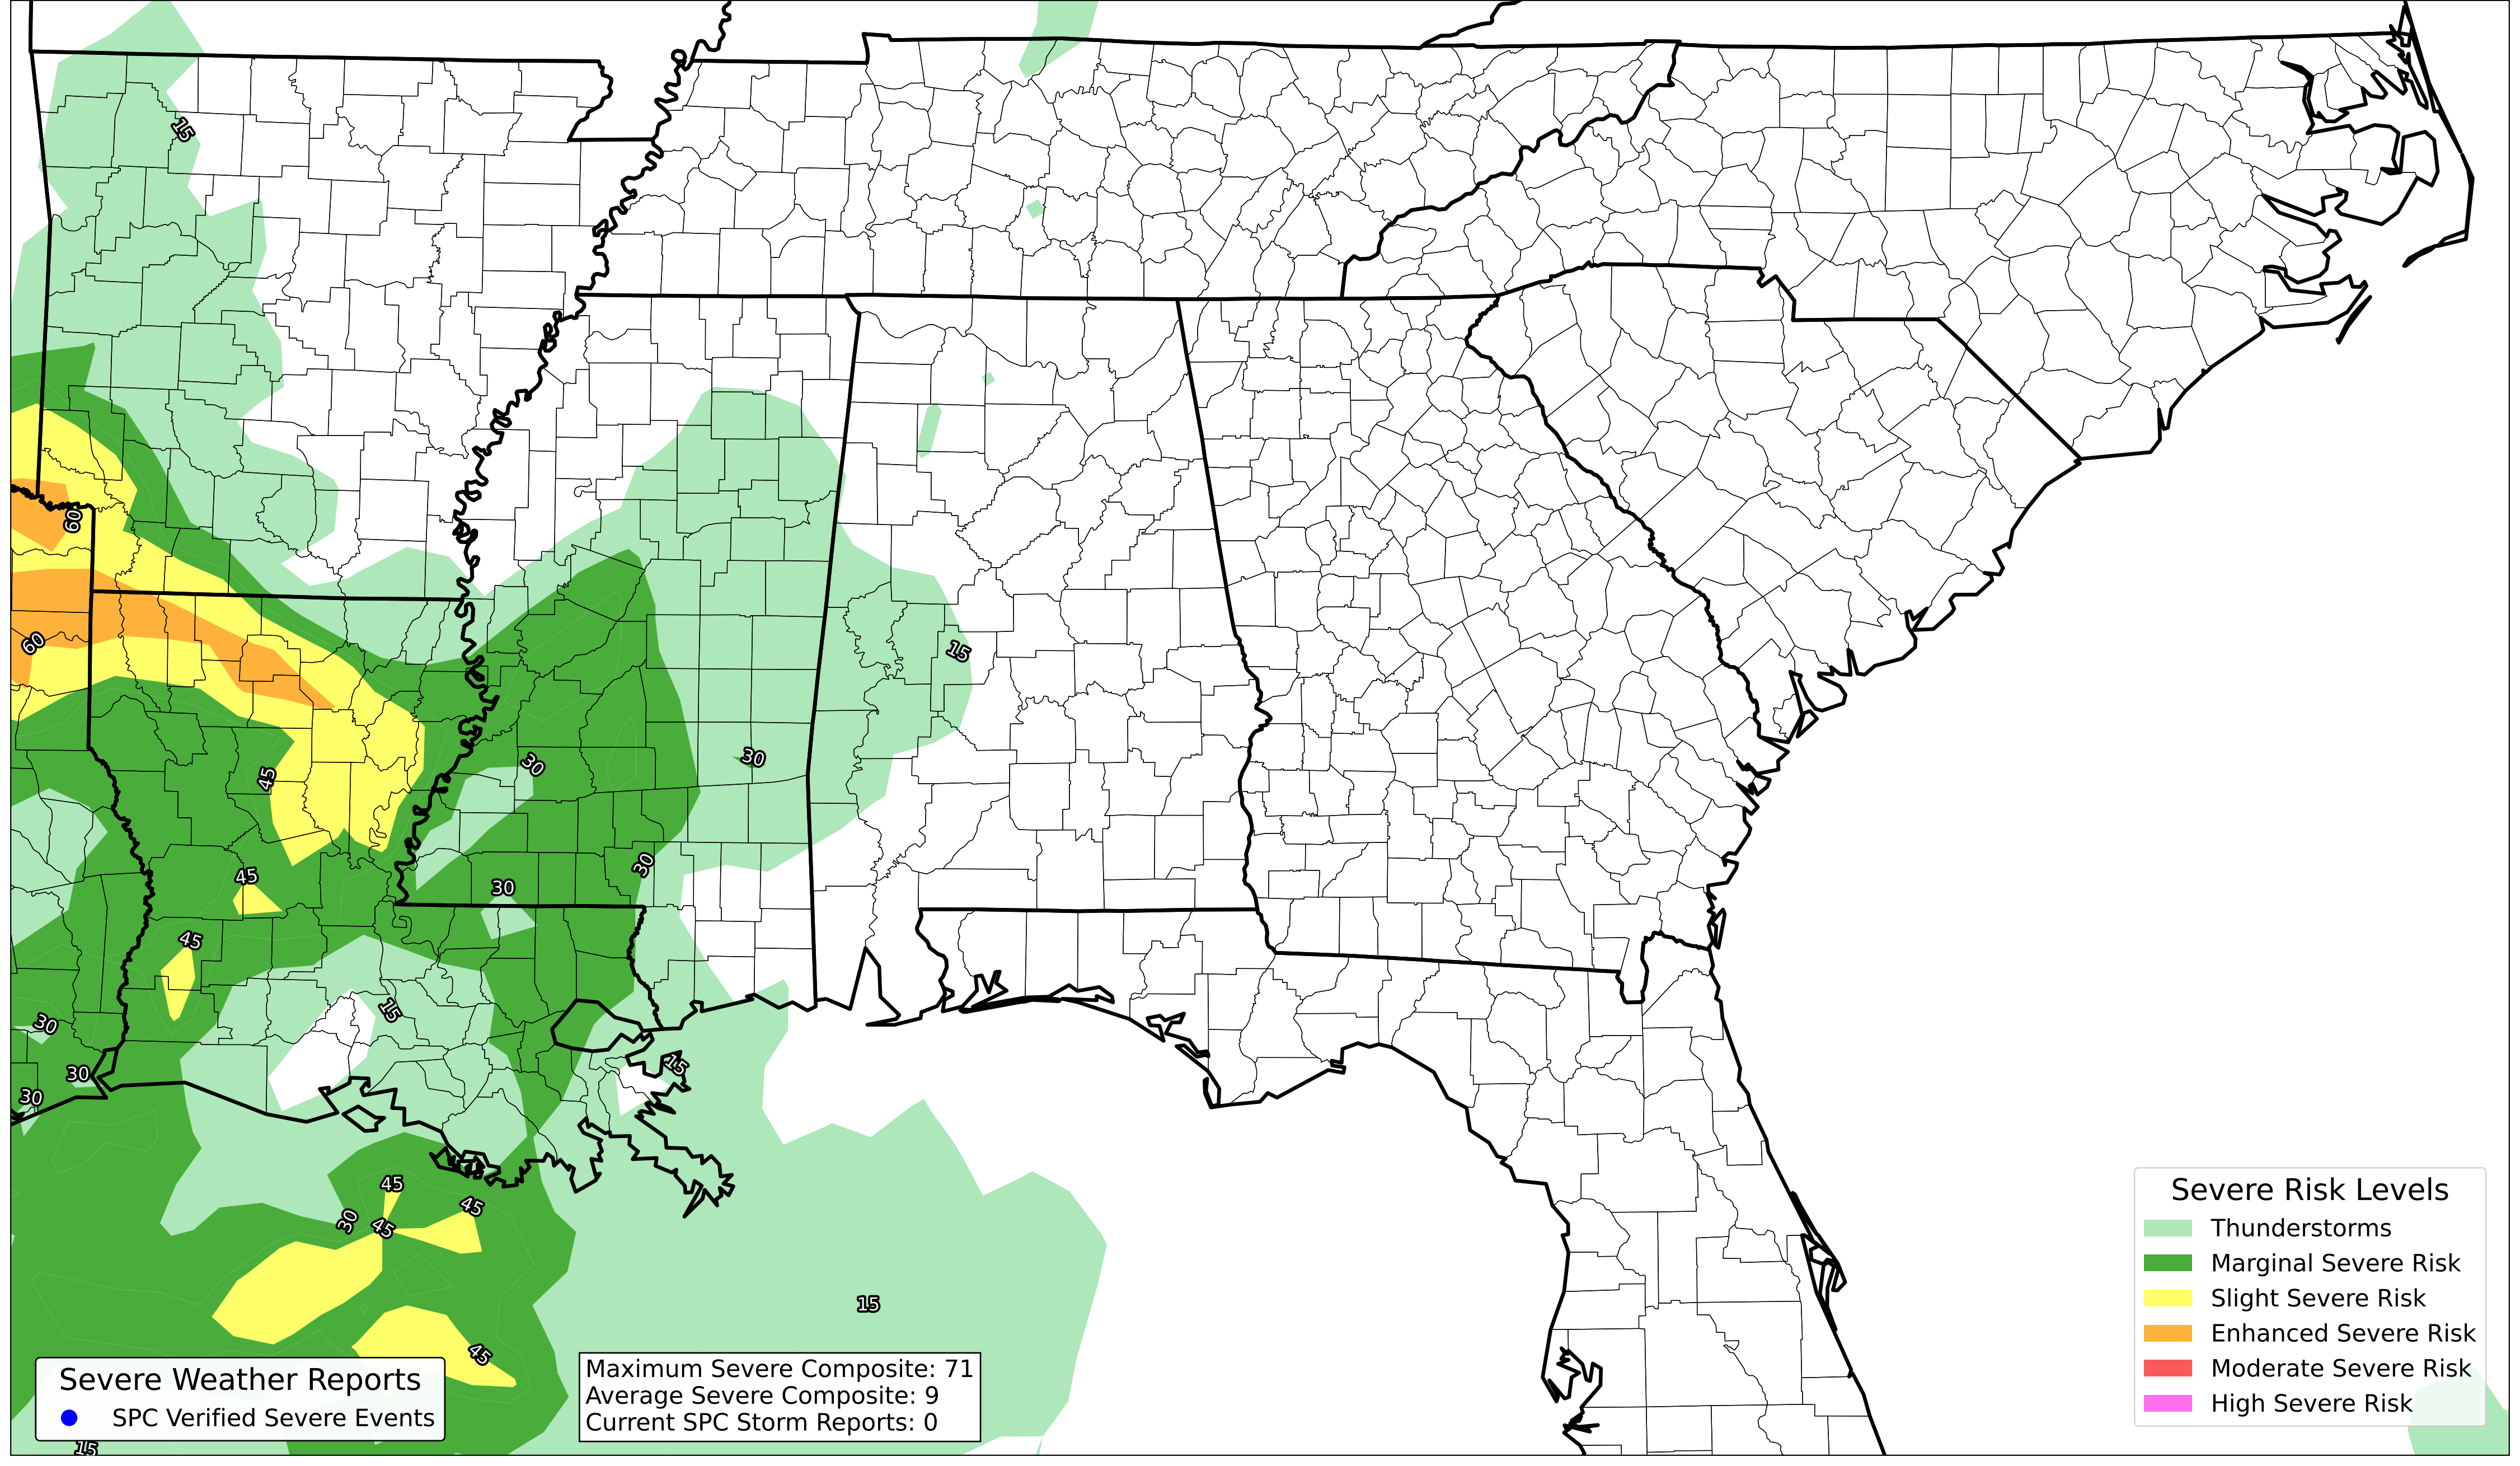 15
60
60
15
30
30
45
30
30
45
45
15
30
15
30
30
45
45
30
45
15
45
15
Severe Weather Reports
SPC Verified Severe Events
Maximum Severe Composite: 71
Average Severe Composite: 9
Current SPC Storm Reports: 0
Severe Risk Levels
Thunderstorms
Marginal Severe Risk
Slight Severe Risk
Enhanced Severe Risk
Moderate Severe Risk
High Severe Risk